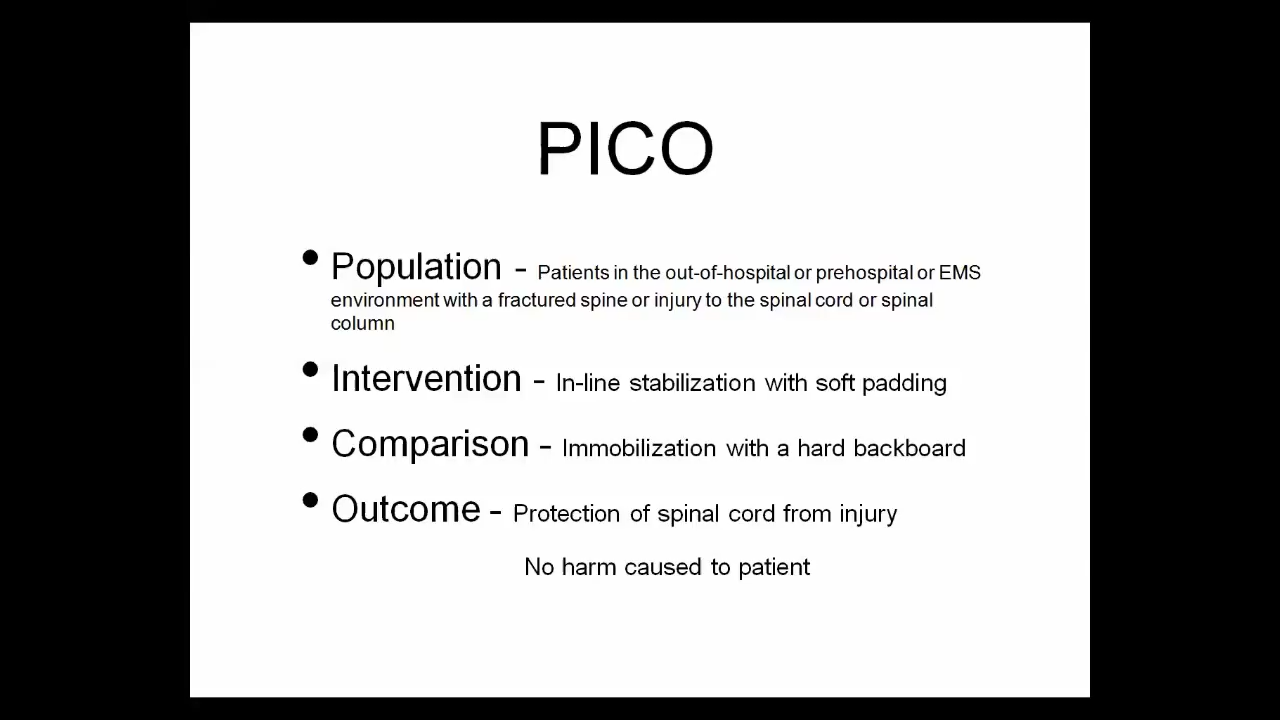 PICO
• Population - Patients in the out-of-hospital or prehospital or EMS
environment with a fractured spine or injury to the spinal cord or spinal
column
• Intervention - In-line stabilization with soft padding
• Comparison - Immobilization with a hard backboard
• Outcome - Protection of spinal cord from injury
No harm caused to patient